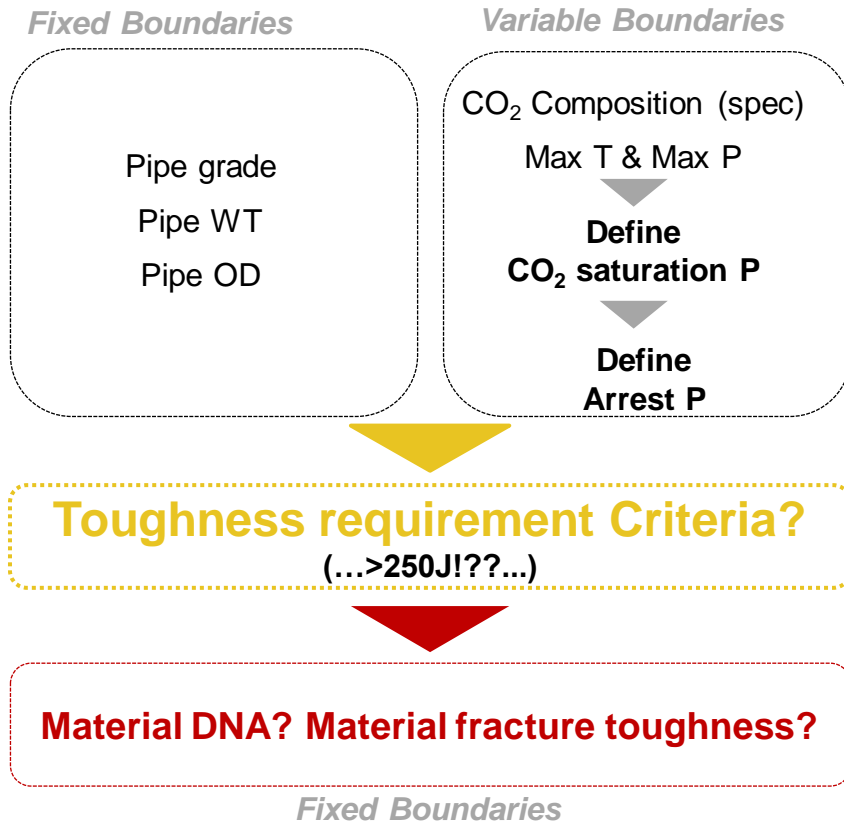 Fixed Boundaries
Pipe grade
Pipe WT
Pipe OD
Variable Boundaries
CO₂ Composition (spec)
Max T & Max P
Define
CO₂ saturation P
Define
Arrest P
Toughness requirement Criteria?
(...>250J!??...)
Material DNA? Material fracture toughness?
Fixed Boundaries